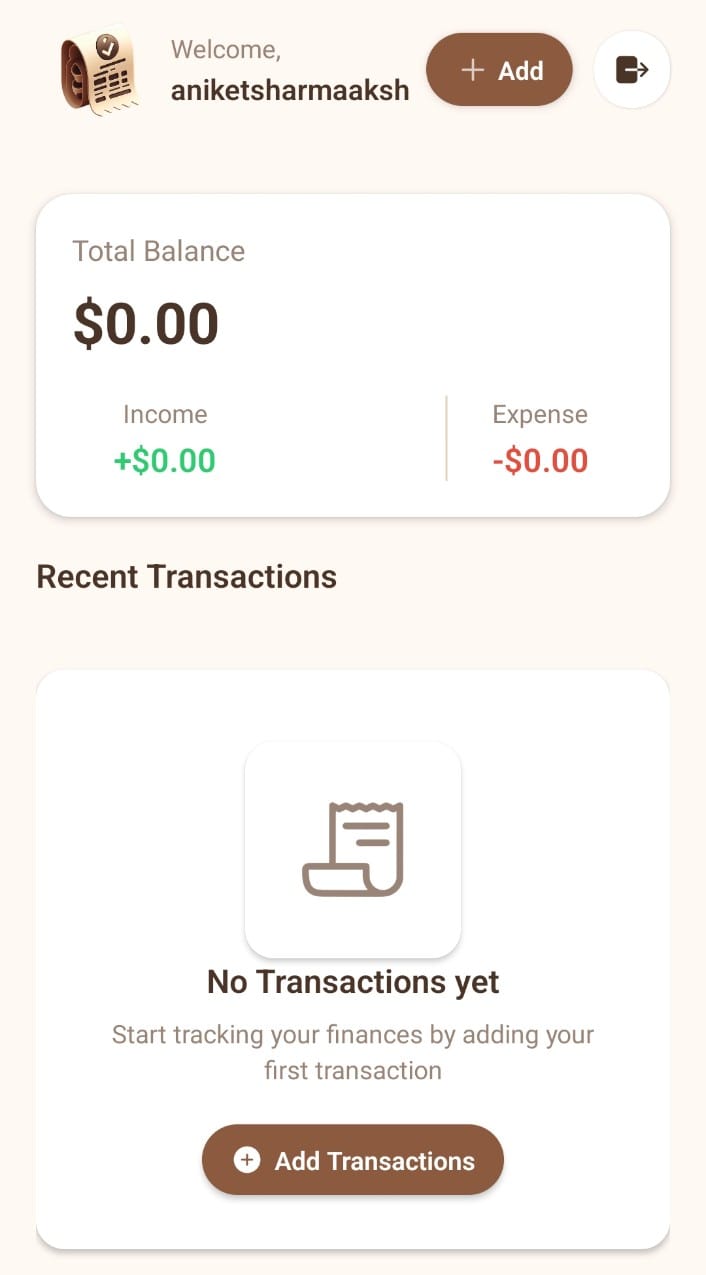 Welcome,
aniketsharmaaksh
+ Add
Total Balance
$0.00
Income
Expense
+$0.00
-$0.00
Recent Transactions
No Transactions yet
Start tracking your finances by adding your
first transaction
Add Transactions